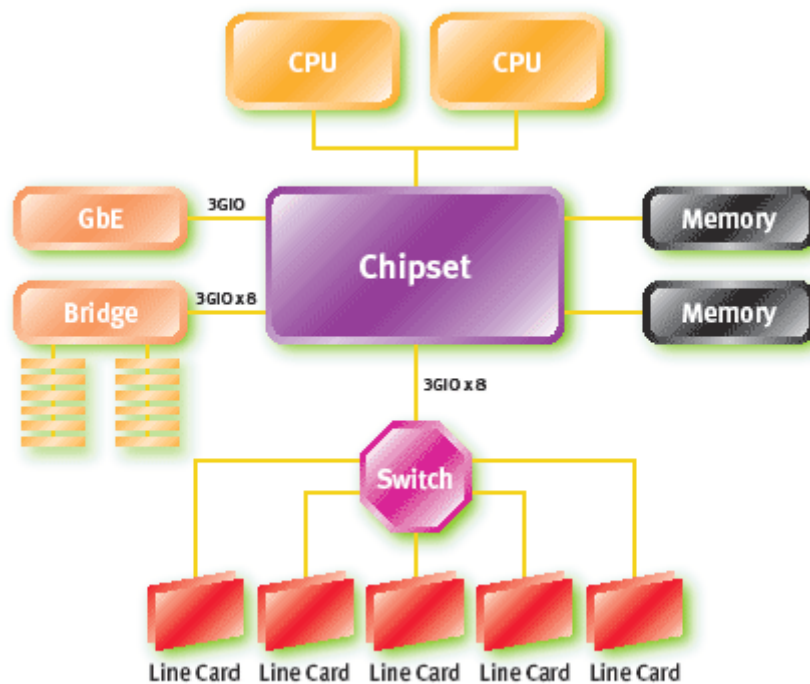 CPU
CPU
GbE
3GIO
Chipset
Memory
Bridge
3GIO x 8
Memory
3GIO x 8
Switch
Line Card
Line Card
Line Card
Line Card
Line Card